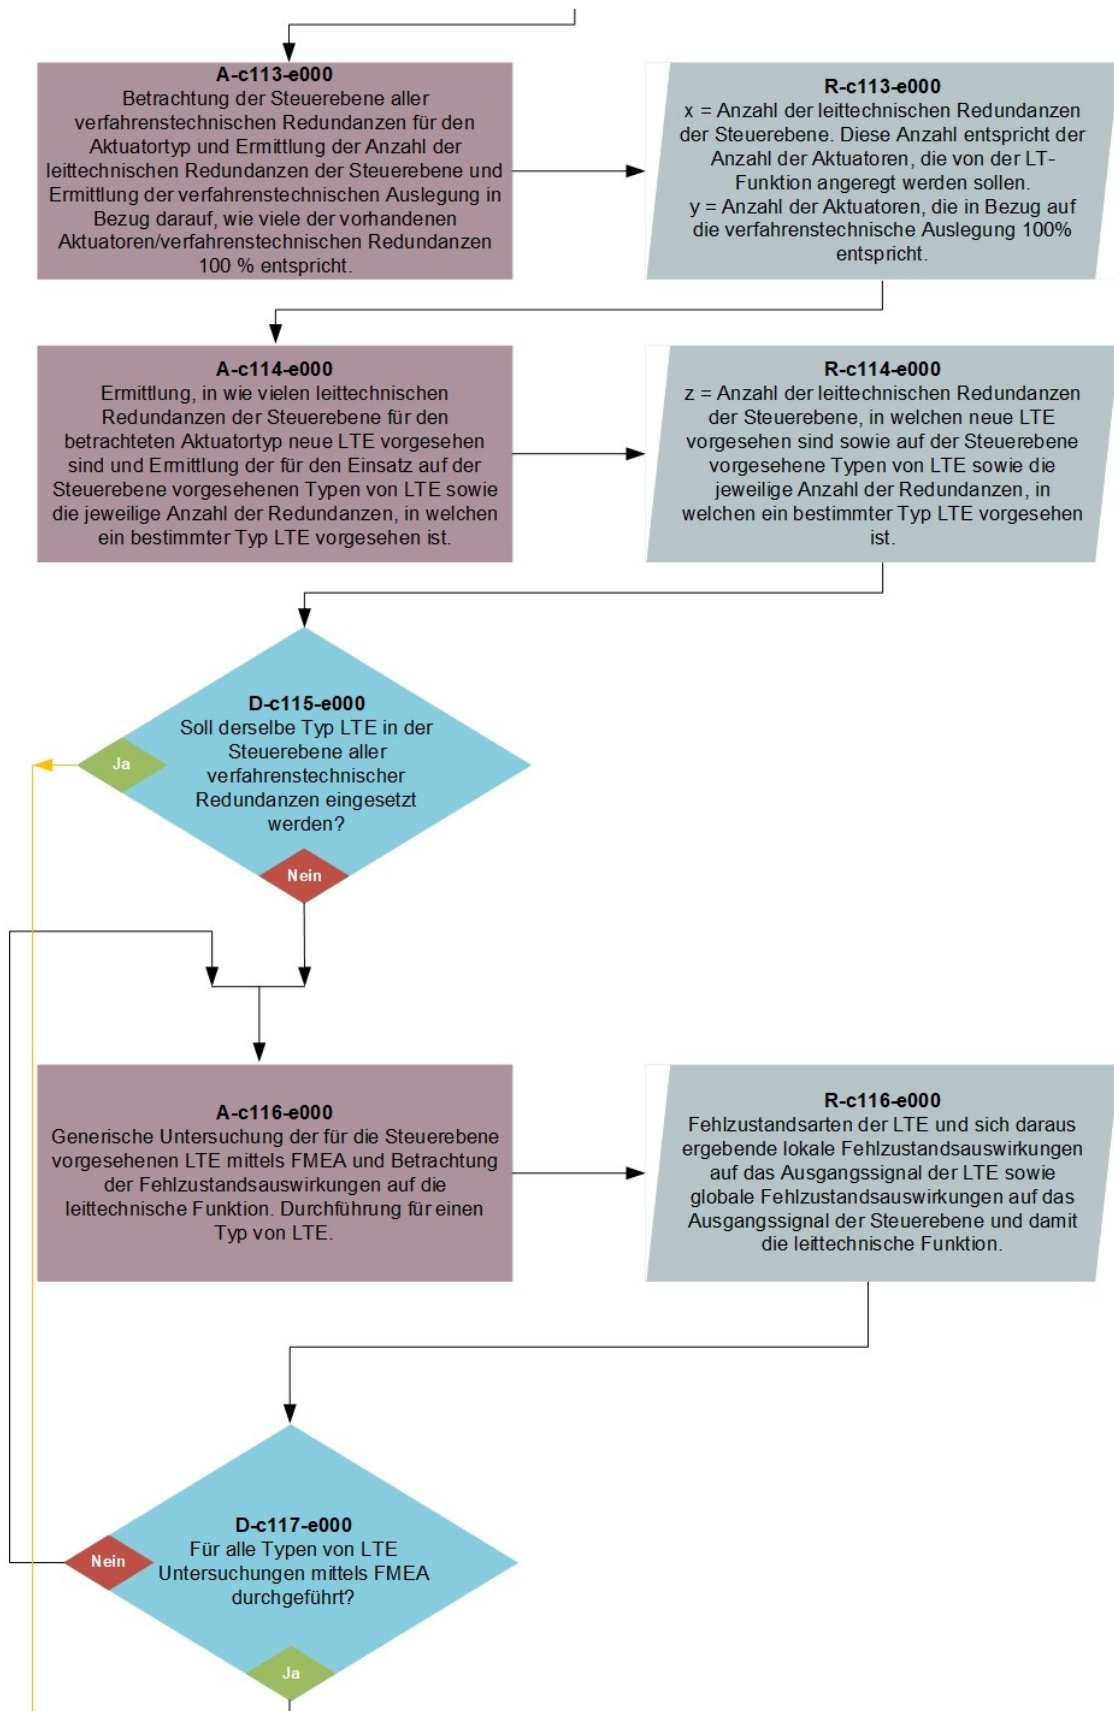 A-c113-e000
Betrachtung der Steuerebene aller
verfahrenstechnischen Redundanzen für den
Aktuatortyp und Ermittlung der Anzahl der
leittechnischen Redundanzen der Steuerebene und
Ermittlung der verfahrenstechnischen Auslegung in
Bezug darauf, wie viele der vorhandenen
Aktuatoren/verfahrenstechnischen Redundanzen
100 % entspricht.
R-c113-e000
x = Anzahl der leittechnischen Redundanzen
der Steuerebene. Diese Anzahl entspricht der
Anzahl der Aktuatoren, die von der LT-
Funktion angeregt werden sollen.
y = Anzahl der Aktuatoren, die in Bezug auf
die verfahrenstechnische Auslegung 100%
entspricht.
A-c114-e000
Ermittlung, in wie vielen leittechnischen
Redundanzen der Steuerebene für den
betrachteten Aktuatortyp neue LTE vorgesehen
sind und Ermittlung der für den Einsatz auf der
Steuerebene vorgesehenen Typen von LTE sowie
die jeweilige Anzahl der Redundanzen, in welchen
ein bestimmter Typ LTE vorgesehen ist.
R-c114-e000
z = Anzahl der leittechnischen Redundanzen
der Steuerebene, in welchen neue LTE
vorgesehen sind sowie auf der Steuerebene
vorgesehene Typen von LTE sowie die
jeweilige Anzahl der Redundanzen, in
welchen ein bestimmter Typ LTE vorgesehen
ist.
D-c115-e000
Soll derselbe Typ LTE in der
Steuerebene aller
verfahrenstechnischer
Redundanzen eingesetzt
werden?
Ja
Nein
A-c116-e000
Generische Untersuchung der für die Steuerebene
vorgesehenen LTE mittels FMEA und Betrachtung
der Fehlzustandsauswirkungen auf die
leittechnische Funktion. Durchführung für einen
Typ von LTE.
R-c116-e000
Fehlzustandsarten der LTE und sich daraus
ergebende lokale Fehlzustandsauswirkungen
auf das Ausgangssignal der LTE sowie
globale Fehlzustandsauswirkungen auf das
Ausgangssignal der Steuerebene und damit
die leittechnische Funktion.
D-c117-e000
Für alle Typen von LTE
Untersuchungen mittels FMEA
durchgeführt?
Nein
Ja